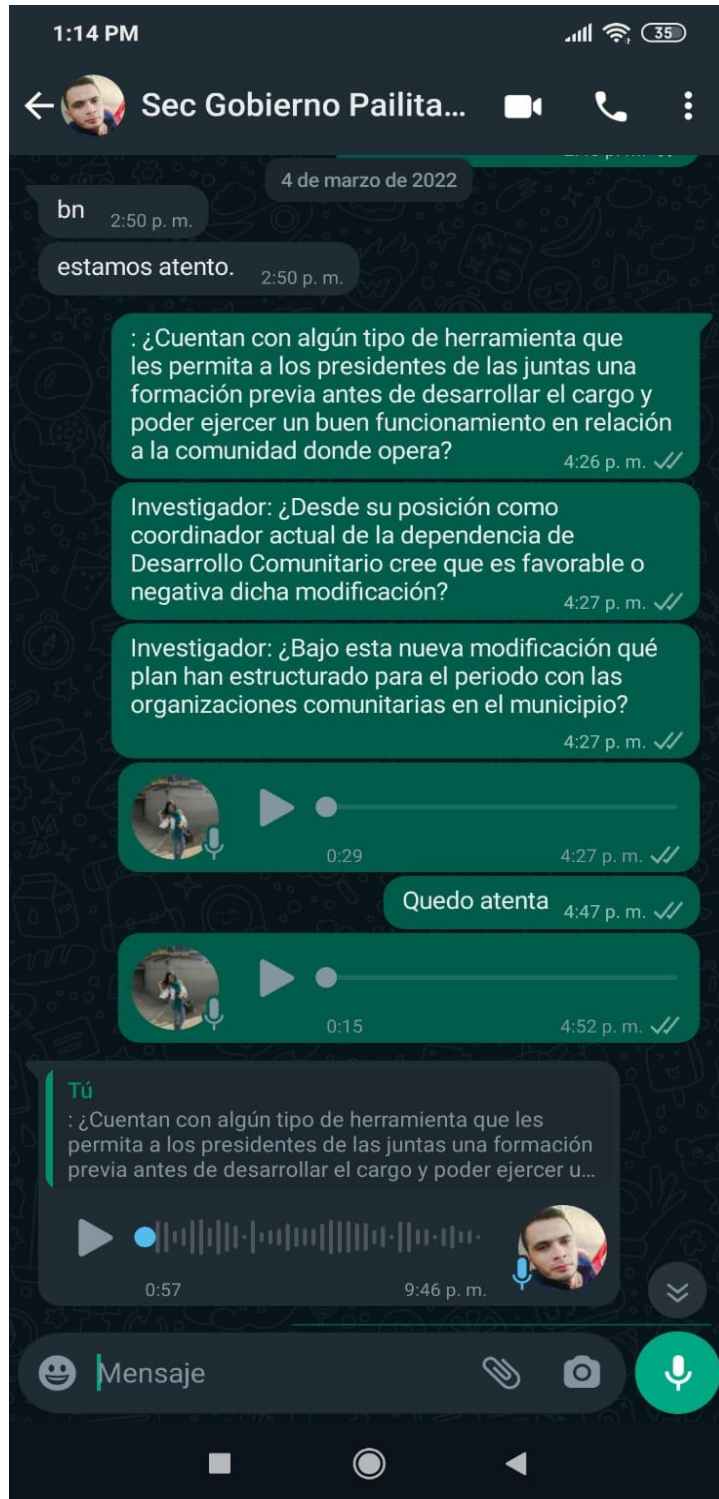 1:14 PM
35
Sec Gobierno Pailita...
4 de marzo de 2022
bn 2:50 p. m.
estamos atento. 2:50 p. m.
: ¿Cuentan con algún tipo de herramienta que
les permita a los presidentes de las juntas una
formación previa antes de desarrollar el cargo y
poder ejercer un buen funcionamiento en relación
a la comunidad donde opera?
4:26 p. m.
Investigador: ¿Desde su posición como
coordinador actual de la dependencia de
Desarrollo Comunitario cree que es favorable o
negativa dicha modificación?
4:27 p. m.
Investigador: ¿Bajo esta nueva modificación qué
plan han estructurado para el periodo con las
organizaciones comunitarias en el municipio?
4:27 p. m.
0:29 4:27 p. m.
Quedo atenta 4:47 p. m.
0:15 4:52 p. m.
Tú
: ¿Cuentan con algún tipo de herramienta que les
permita a los presidentes de las juntas una formación
previa antes de desarrollar el cargo y poder ejercer u...
0:57 9:46 p. m.
Mensaje